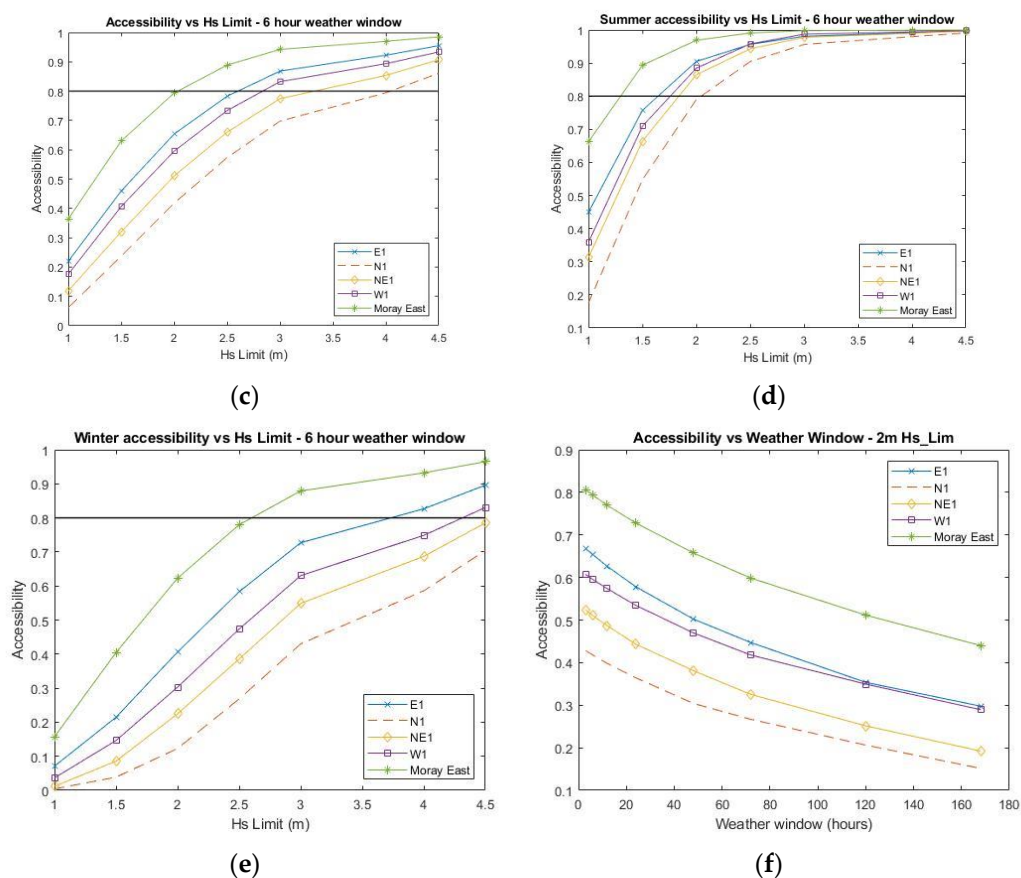 Accessibility vs Hs Limit - 6 hour weather window
1
0.9
0.8
0.7
0.6
0.5
0.4
0.3
0.2
0.1
0
Accessibility
1 1.5 2 2.5 3 3.5 4 4.5
Hs Limit (m)
E1
N1
NE1
W1
Moray East
(c)
Summer accessibility vs Hs Limit - 6 hour weather window
1
0.9
0.8
0.7
0.6
0.5
0.4
0.3
0.2
0.1
Accessibility
1 1.5 2 2.5 3 3.5 4 4.5
Hs Limit (m)
E1
N1
NE1
W1
Moray East
(d)
Winter accessibility vs Hs Limit - 6 hour weather window
1
0.9
0.8
0.7
0.6
0.5
0.4
0.3
0.2
0.1
0
Accessibility
1 1.5 2 2.5 3 3.5 4 4.5
Hs Limit (m)
E1
N1
NE1
W1
Moray East
(e)
Accessibility vs Weather Window - 2m Hs_Lim
0.9
0.8
0.7
0.6
0.5
0.4
0.3
0.2
0.1
Accessibility
0 20 40 60 80 100 120 140 160 180
Weather window (hours)
E1
N1
NE1
W1
Moray East
(f)